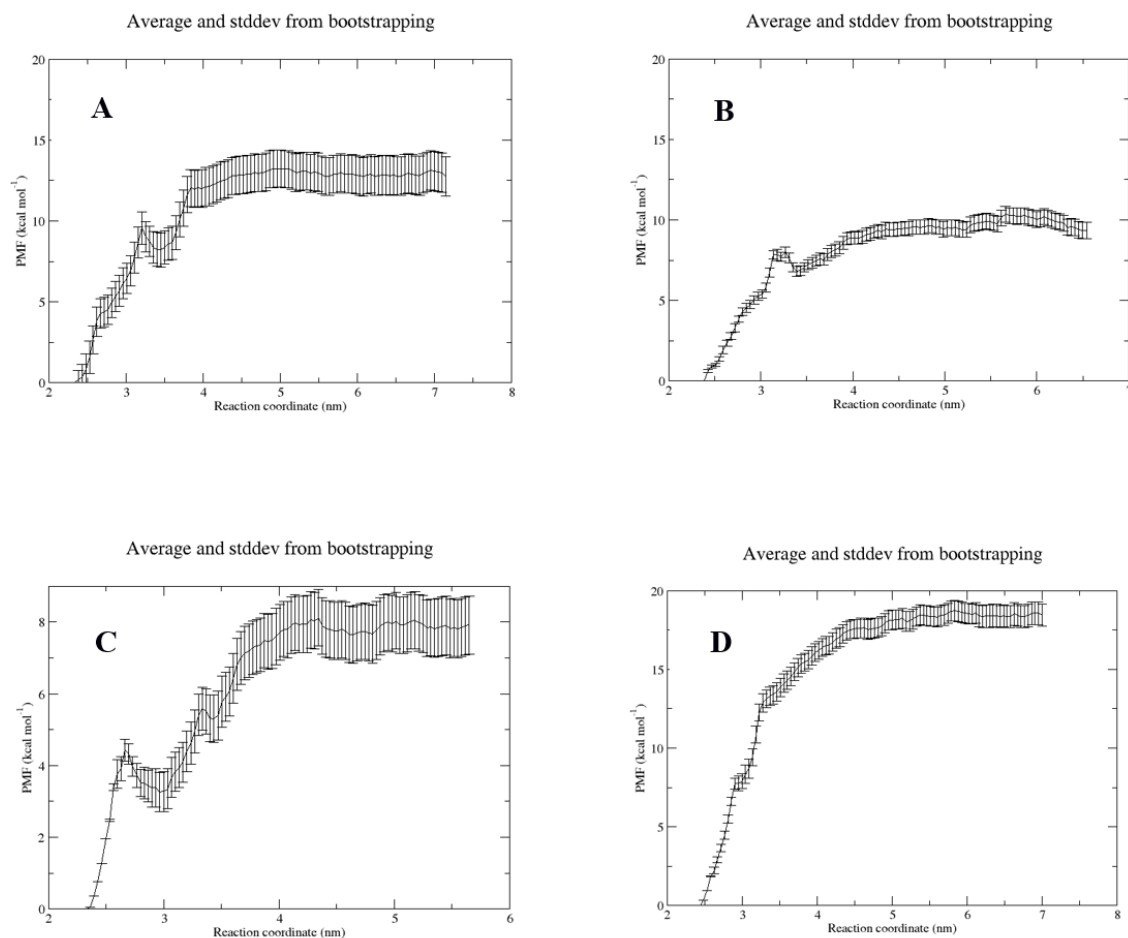 Average and stddev from bootstrapping
A
20
15
10
5
0
PMF (kcal mol⁻¹)
2 3 4 5 6 7 8
Reaction coordinate (nm)
Average and stddev from bootstrapping
B
20
15
10
5
0
PMF (kcal mol⁻¹)
2 3 4 5 6 7
Reaction coordinate (nm)
Average and stddev from bootstrapping
C
8
6
4
2
0
PMF (kcal mol⁻¹)
2 3 4 5 6
Reaction coordinate (nm)
Average and stddev from bootstrapping
D
20
15
10
5
0
PMF (kcal mol⁻¹)
2 3 4 5 6 7 8
Reaction coordinate (nm)